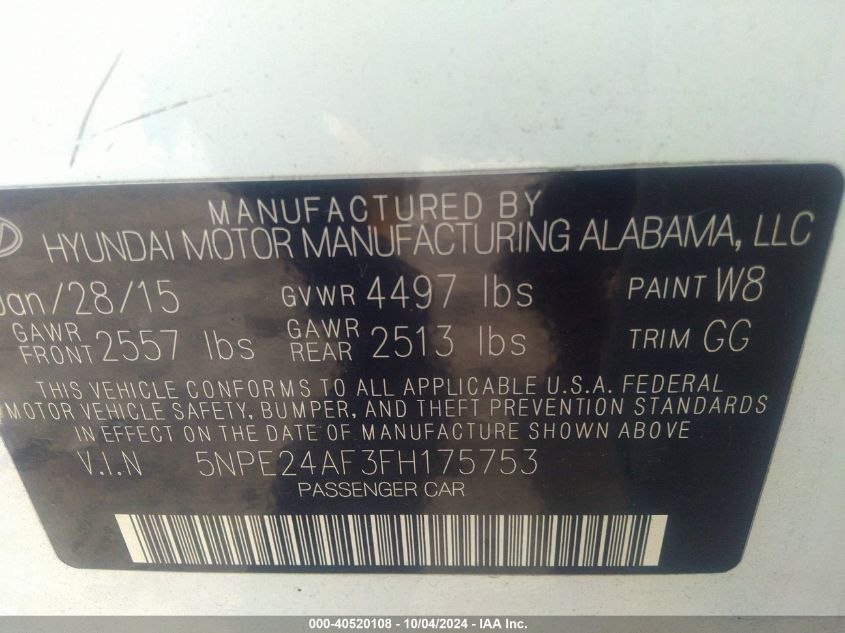 MANUFACTURED BY
HYUNDAI MOTOR MANUFACTURING ALABAMA, LLC
Jan/28/15 GVWR 4497 lbs PAINT W8
GAWR FRONT 2557 lbs GAWR REAR 2513 lbs TRIM GG
THIS VEHICLE CONFORMS TO ALL APPLICABLE U.S.A. FEDERAL
MOTOR VEHICLE SAFETY, BUMPER, AND THEFT PREVENTION STANDARDS
IN EFFECT ON THE DATE OF MANUFACTURE SHOWN ABOVE
V.I.N 5NPE24AF3FH175753
PASSENGER CAR
000-40520108 - 10/04/2024 - IAA Inc.